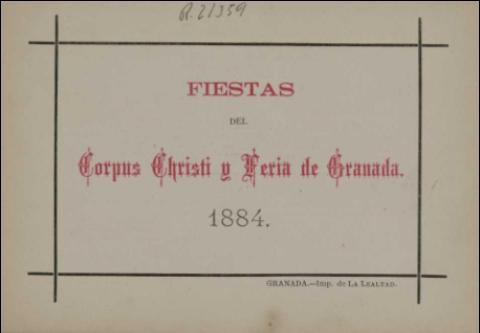 R. 21359
FIESTAS
DEL
Corpus Christi y Feria de Granada.
1884.
GRANADA.—Imp. de LA LEALTAD.